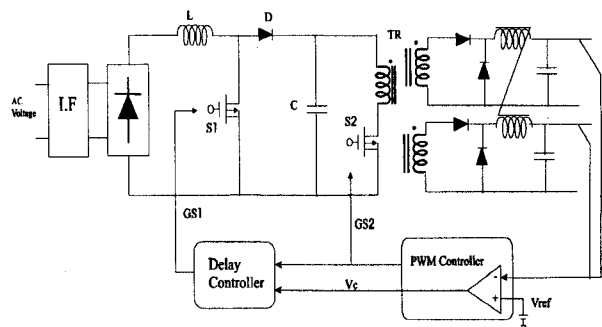 L
D
TR
AC
Voltage
I.F
S1
C
S2
GS1
GS2
Delay
Controller
Vc
PWM Controller
-
+
Vref